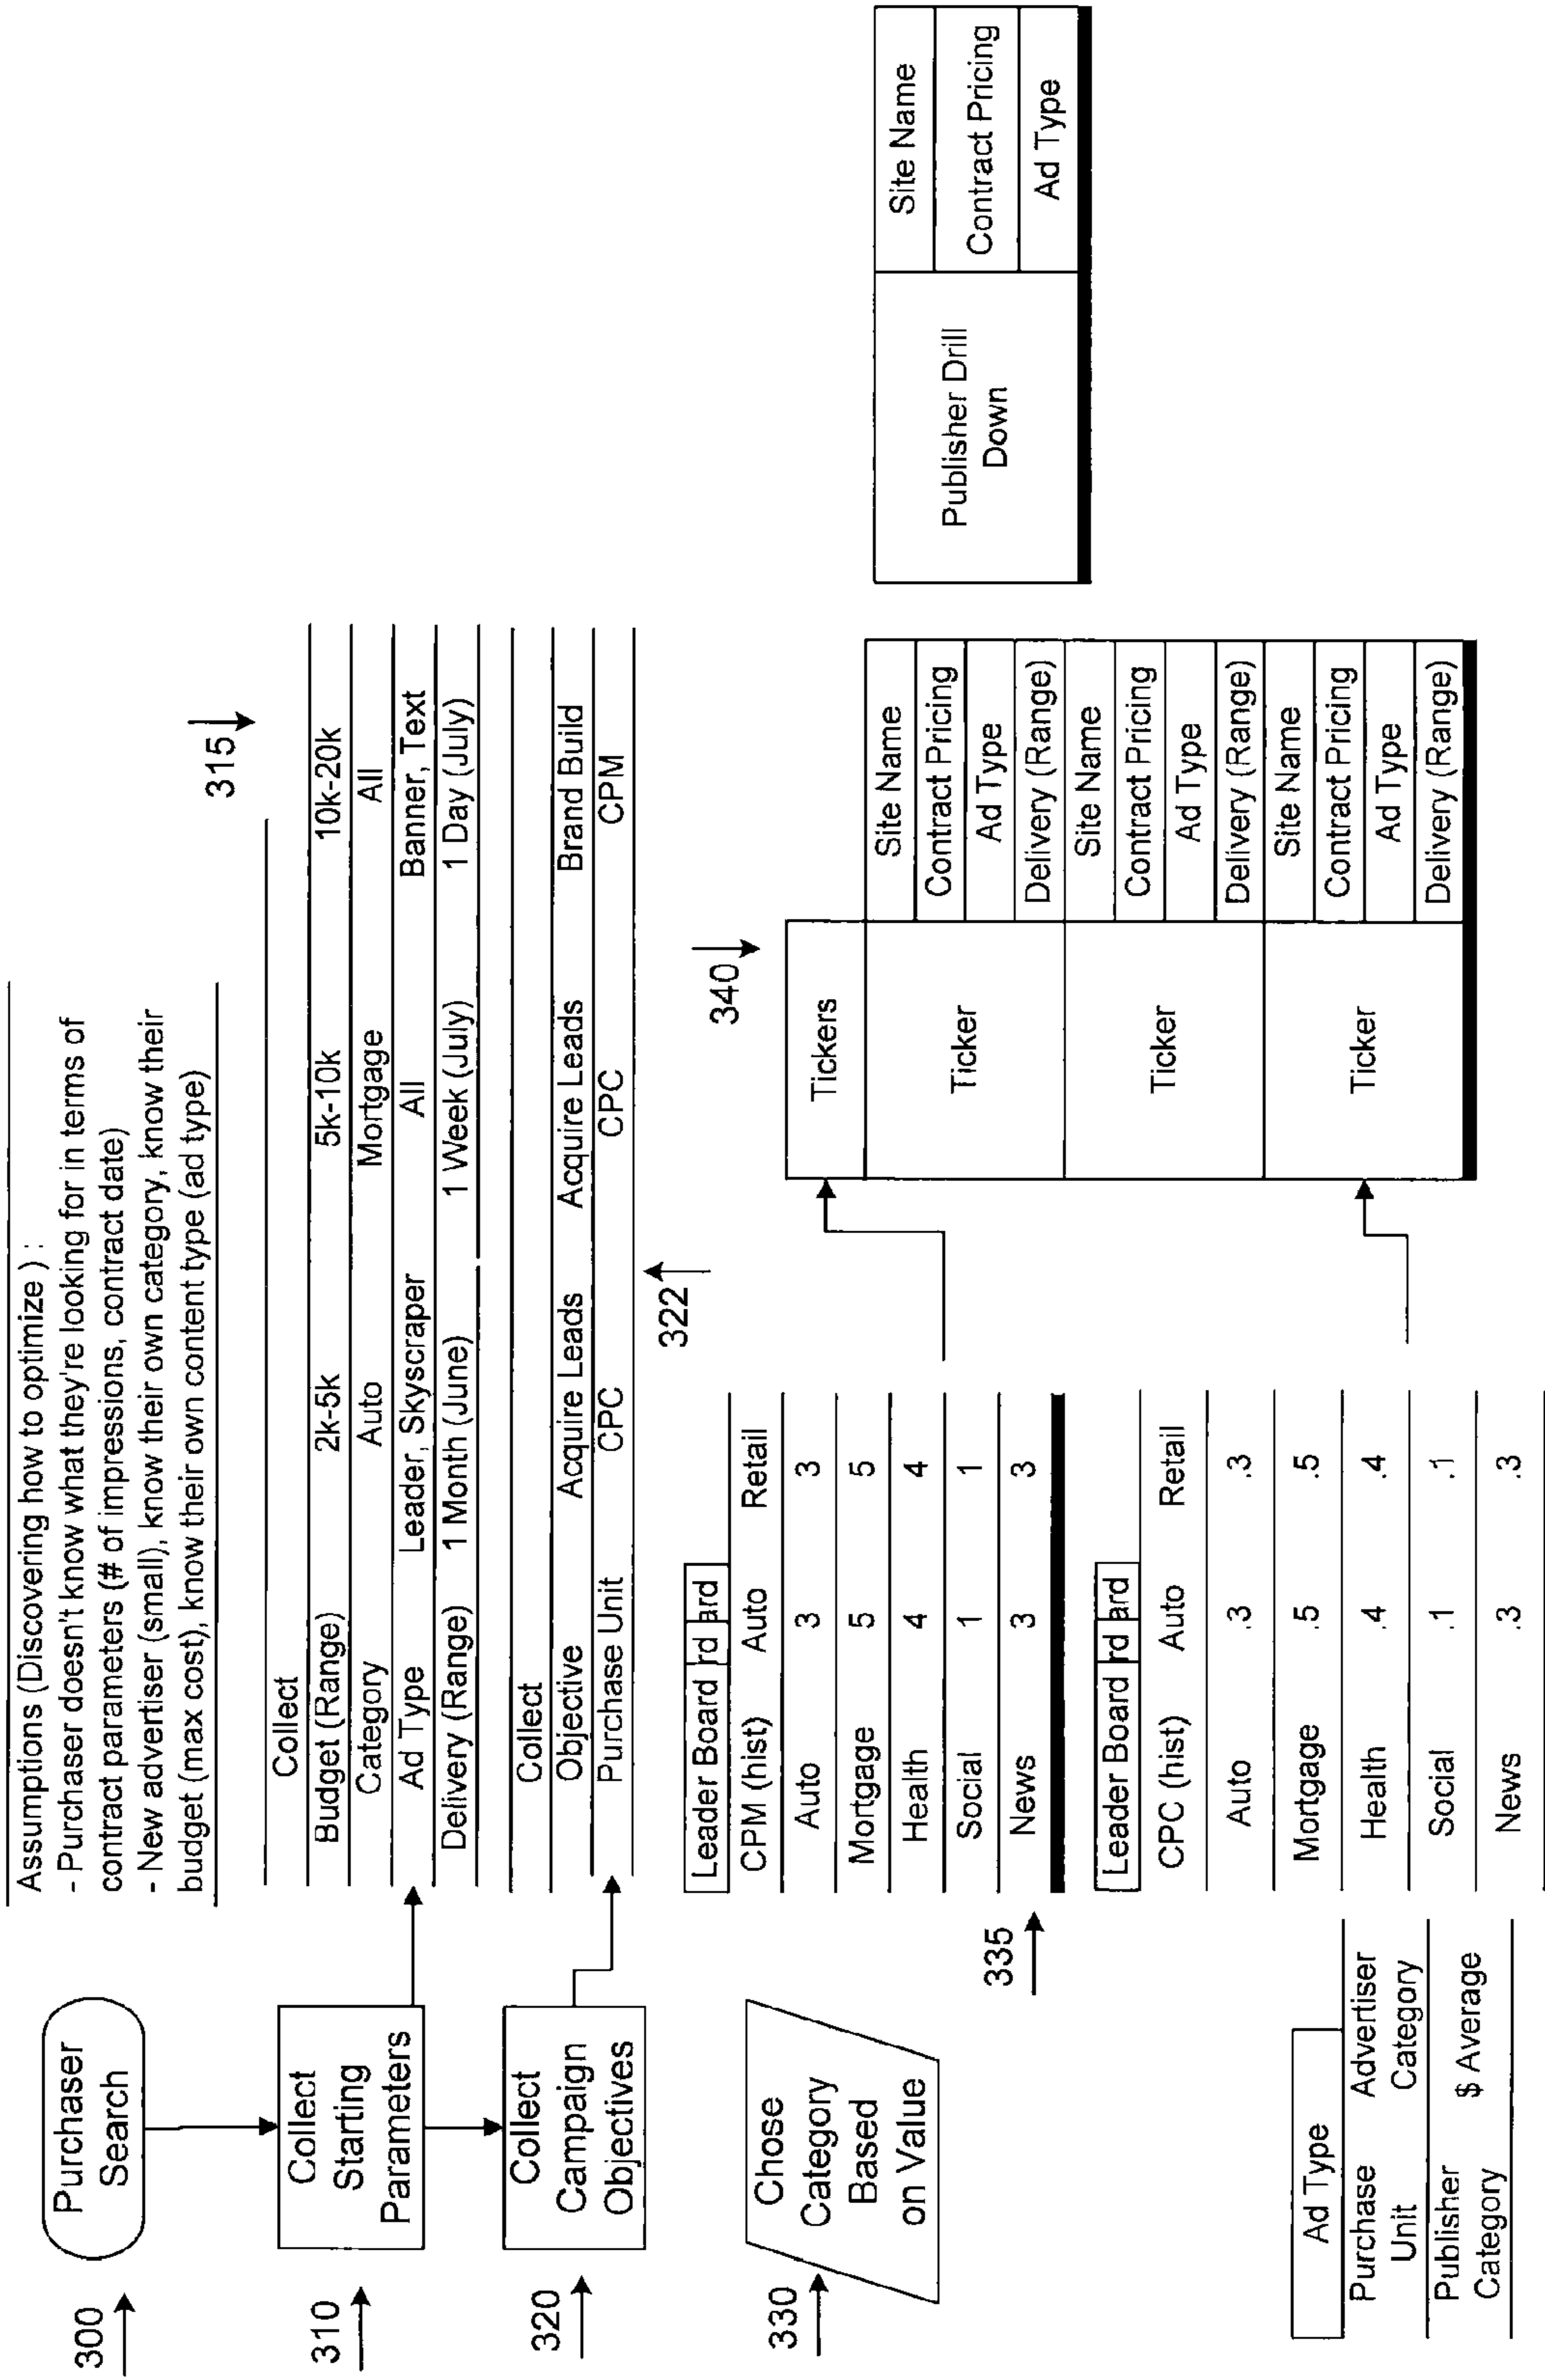 Assumptions (Discovering how to optimize ) :
- Purchaser doesn't know what they're looking for in terms of
contract parameters (# of impressions, contract date)
- New advertiser (small), know their own category, know their
budget (max cost), know their own content type (ad type)
300
Purchaser
Search
310
Collect
Starting
Parameters
315
Collect
Budget (Range) 2k-5k 5k-10k 10k-20k
Category Auto Mortgage All
Ad Type Leader, Skyscraper All Banner, Text
Delivery (Range) 1 Month (June) 1 Week (July) 1 Day (July)
320
Collect
Campaign
Objectives
Collect
Objective Acquire Leads Acquire Leads Brand Build
Purchase Unit CPC CPC CPM
322
330
Chose
Category
Based
on Value
335
Leader Board rd ard
CPM (hist) Auto Retail
Auto 3 3
Mortgage 5 5
Health 4 4
Social 1 1
News 3 3
Leader Board rd ard
CPC (hist) Auto Retail
Auto .3 .3
Mortgage .5 .5
Health .4 .4
Social .1 .1
News .3 .3
Ad Type
Purchase Advertiser
Unit Category
Publisher
Category $ Average
340
Tickers
Ticker
Site Name
Contract Pricing
Ad Type
Delivery (Range)
Ticker
Site Name
Contract Pricing
Ad Type
Delivery (Range)
Ticker
Site Name
Contract Pricing
Ad Type
Delivery (Range)
Publisher Drill
Down
Site Name
Contract Pricing
Ad Type